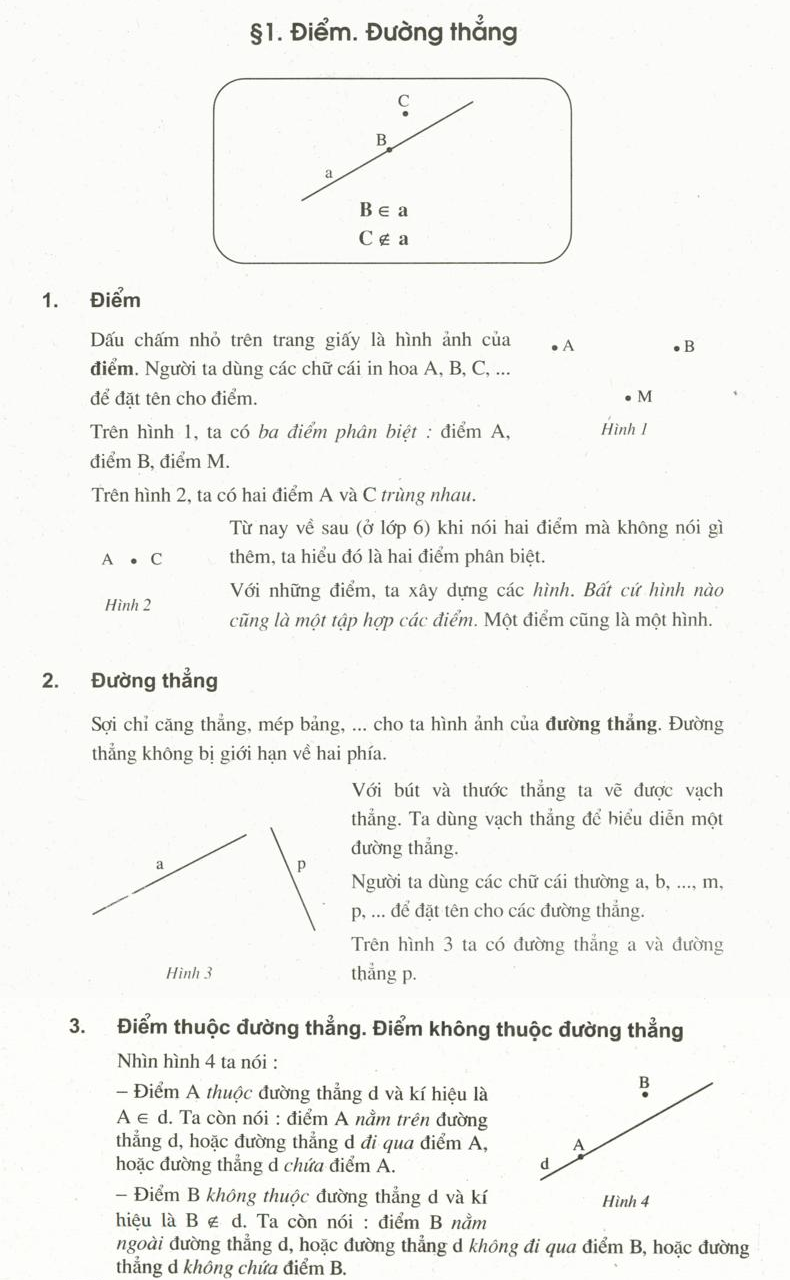 §1. Điểm. Đường thẳng
C
B
a
B ∈ a
C ∉ a
1. Điểm
Dấu chấm nhỏ trên trang giấy là hình ảnh của
điểm. Người ta dùng các chữ cái in hoa A, B, C, ...
để đặt tên cho điểm.
Trên hình 1, ta có ba điểm phân biệt : điểm A,
điểm B, điểm M.
A
B
M
Hình 1
Trên hình 2, ta có hai điểm A và C trùng nhau.
A C
Hình 2
Từ nay về sau (ở lớp 6) khi nói hai điểm mà không nói gì
thêm, ta hiểu đó là hai điểm phân biệt.
Với những điểm, ta xây dựng các hình. Bất cứ hình nào
cũng là một tập hợp các điểm. Một điểm cũng là một hình.
2. Đường thẳng
Sợi chỉ căng thẳng, mép bảng, ... cho ta hình ảnh của đường thẳng. Đường
thẳng không bị giới hạn về hai phía.
a
p
Hình 3
Với bút và thước thẳng ta vẽ được vạch
thẳng. Ta dùng vạch thẳng để biểu diễn một
đường thẳng.
Người ta dùng các chữ cái thường a, b, ..., m,
p, ... để đặt tên cho các đường thẳng.
Trên hình 3 ta có đường thẳng a và đường
thẳng p.
3. Điểm thuộc đường thẳng. Điểm không thuộc đường thẳng
Nhìn hình 4 ta nói :
– Điểm A thuộc đường thẳng d và kí hiệu là
A ∈ d. Ta còn nói : điểm A nằm trên đường
thẳng d, hoặc đường thẳng d đi qua điểm A,
hoặc đường thẳng d chứa điểm A.
B
A
d
Hình 4
– Điểm B không thuộc đường thẳng d và kí
hiệu là B ∉ d. Ta còn nói : điểm B nằm
ngoài đường thẳng d, hoặc đường thẳng d không đi qua điểm B, hoặc đường
thẳng d không chứa điểm B.